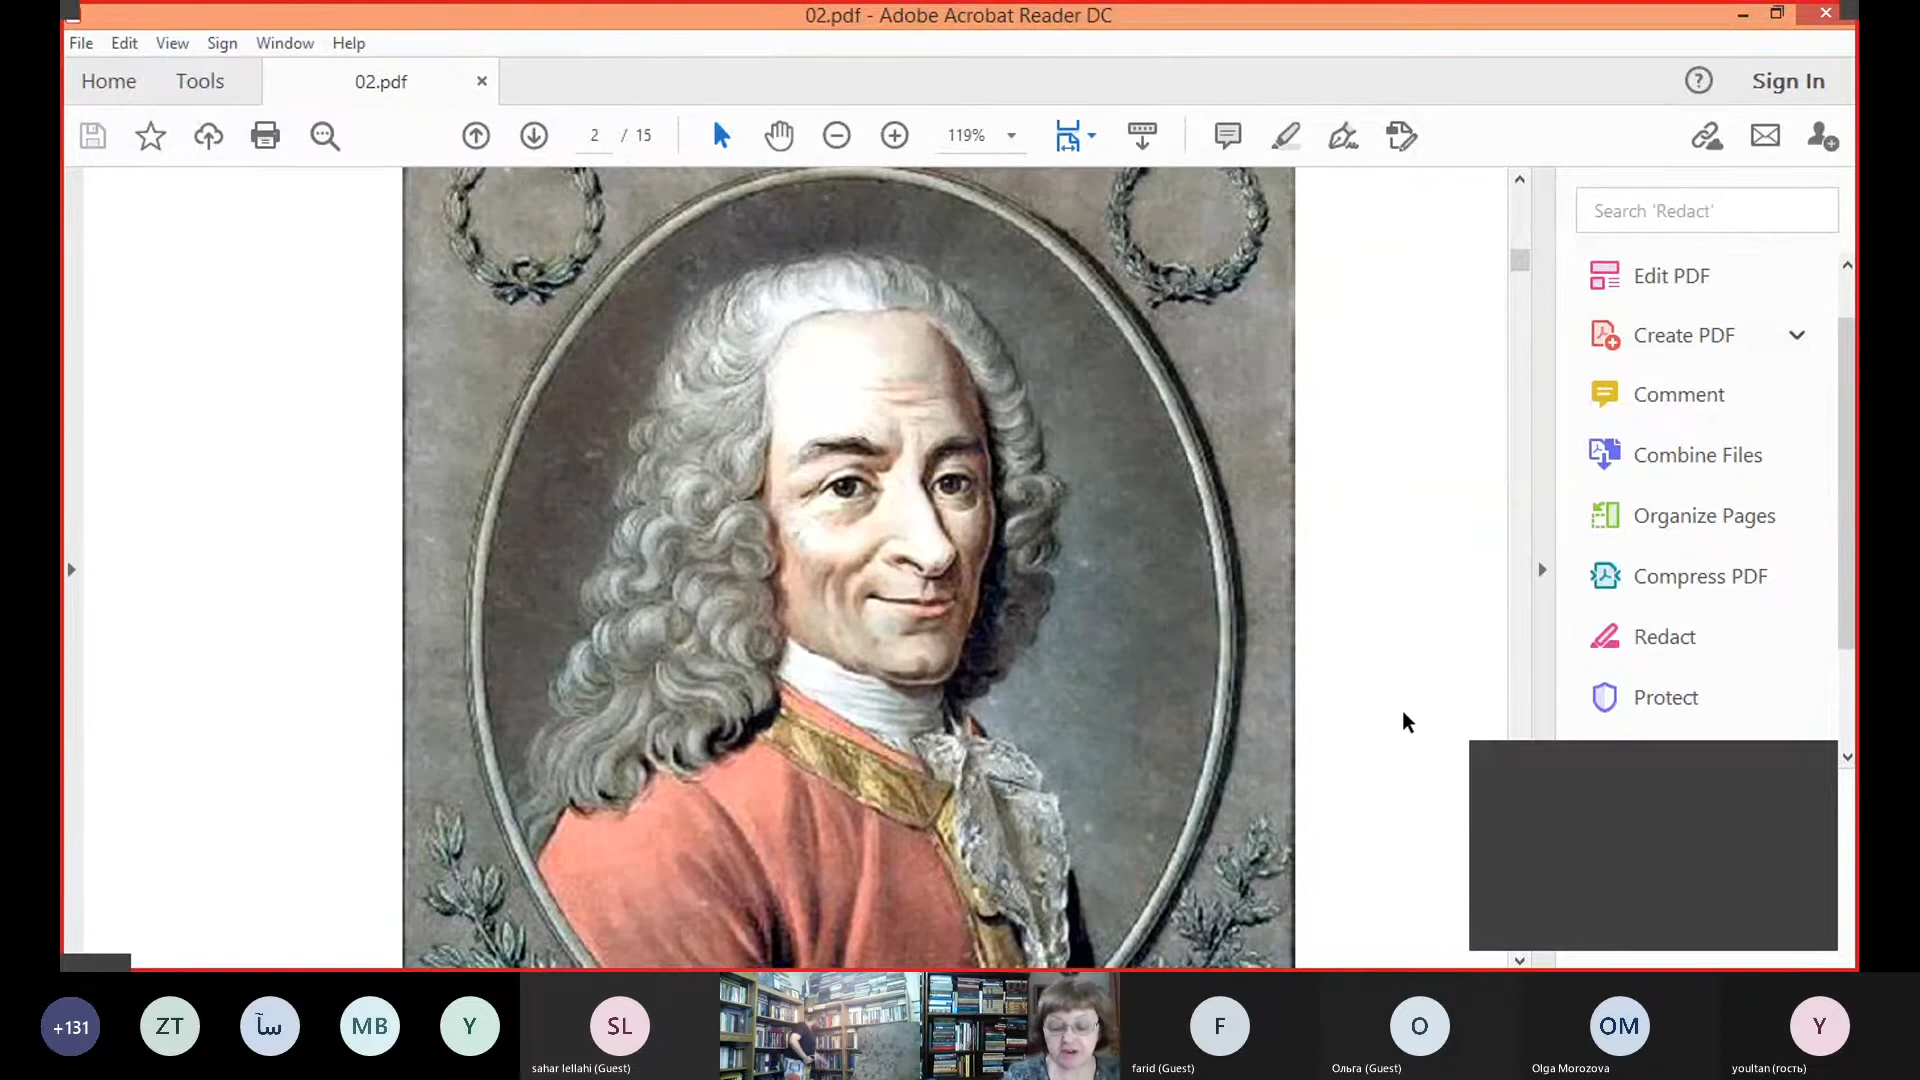 02.pdf - Adobe Acrobat Reader DC
File Edit View Sign Window Help
Home Tools 02.pdf Sign In
2 / 15 119%
Search 'Redact'
Edit PDF
Create PDF
Comment
Combine Files
Organize Pages
Compress PDF
Redact
Protect
+131 ZT سآ MB Y SL F O OM Y
sahar lellahi (Guest) farid (Guest) Ольга (Guest) Olga Morozova youltan (гость)